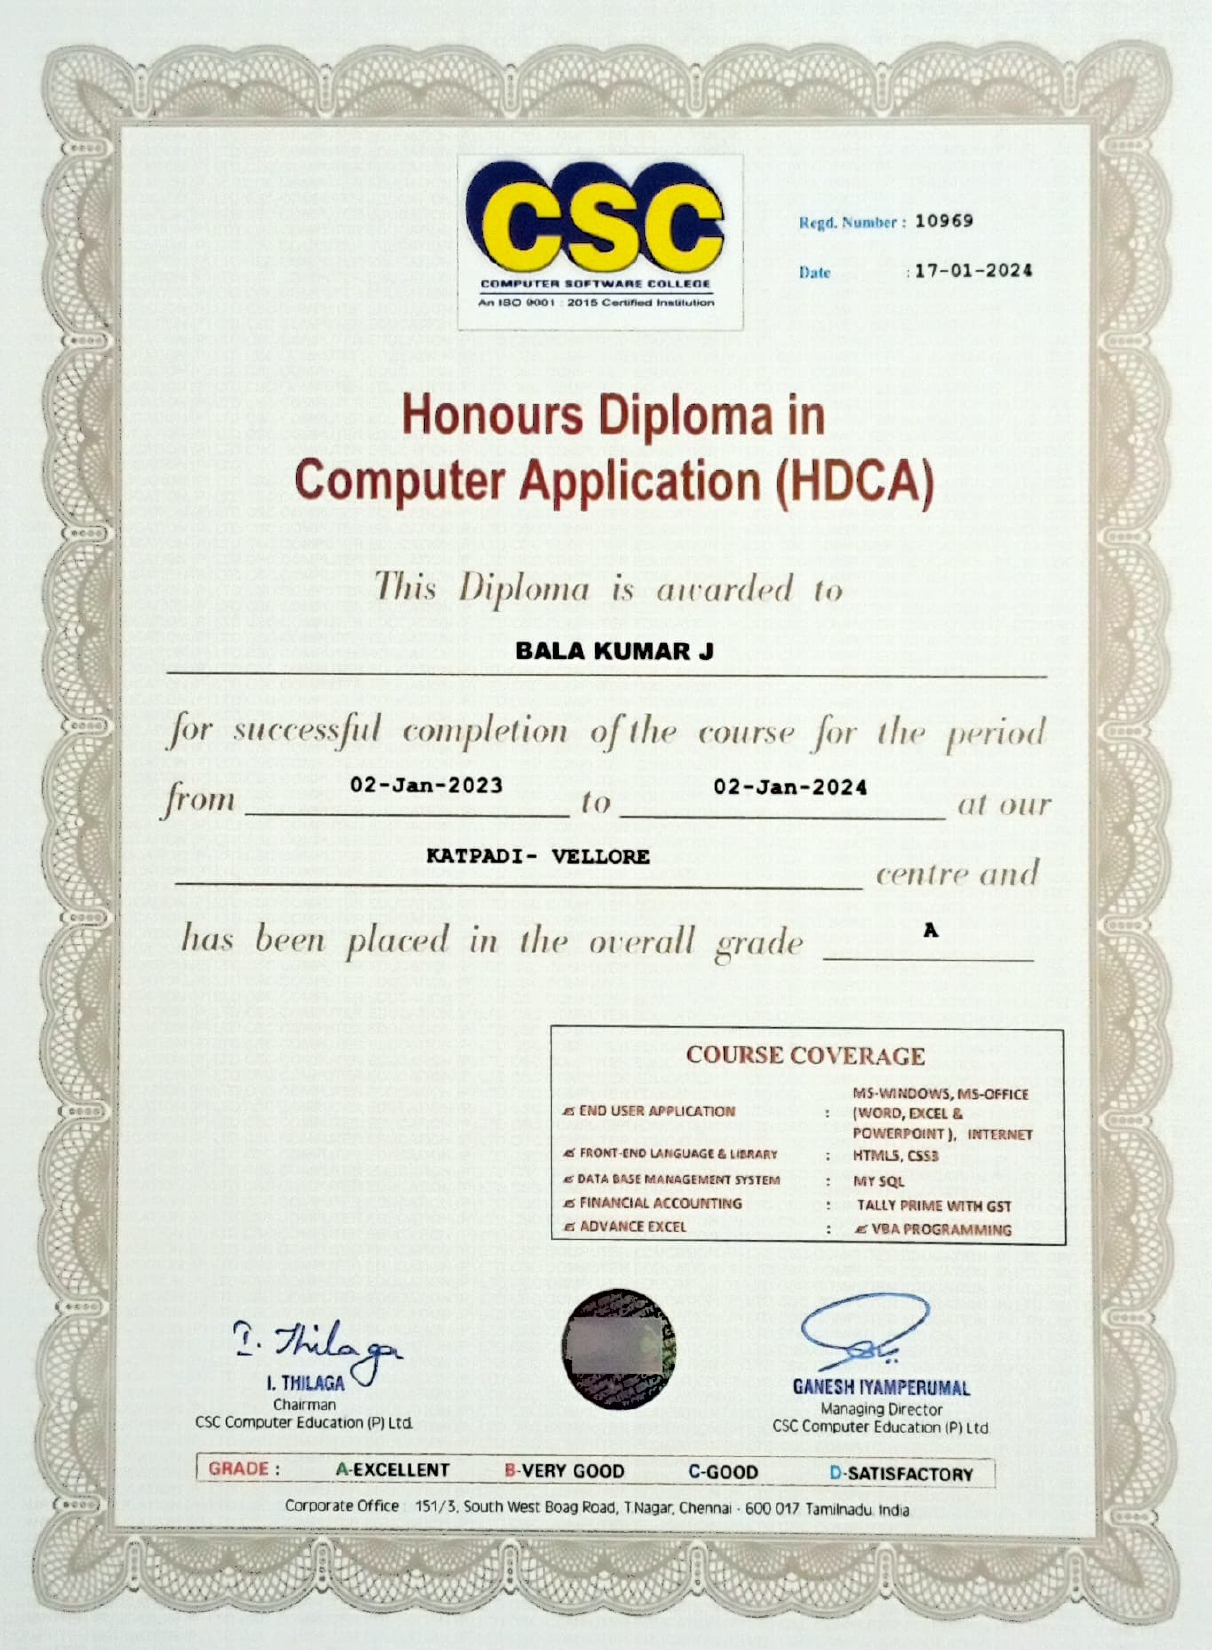 CSC
COMPUTER SOFTWARE COLLEGE
An ISO 9001 : 2015 Certified Institution
Regd. Number : 10969
Date : 17-01-2024
Honours Diploma in
Computer Application (HDCA)
This Diploma is awarded to
BALA KUMAR J
for successful completion of the course for the period
from 02-Jan-2023 to 02-Jan-2024 at our
KATPADI- VELLORE centre and
has been placed in the overall grade A
COURSE COVERAGE
END USER APPLICATION : MS-WINDOWS, MS-OFFICE
(WORD, EXCEL &
POWERPOINT), INTERNET
FRONT-END LANGUAGE & LIBRARY : HTML5, CSS3
DATA BASE MANAGEMENT SYSTEM : MY SQL
FINANCIAL ACCOUNTING : TALLY PRIME WITH GST
ADVANCE EXCEL : VBA PROGRAMMING
I. Thilaga
I. THILAGA
Chairman
CSC Computer Education (P) Ltd.
GANESH IYAMPERUMAL
Managing Director
CSC Computer Education (P) Ltd
GRADE : A-EXCELLENT B-VERY GOOD C-GOOD D-SATISFACTORY
Corporate Office : 151/3, South West Boag Road, T.Nagar, Chennai - 600 017 Tamilnadu. India